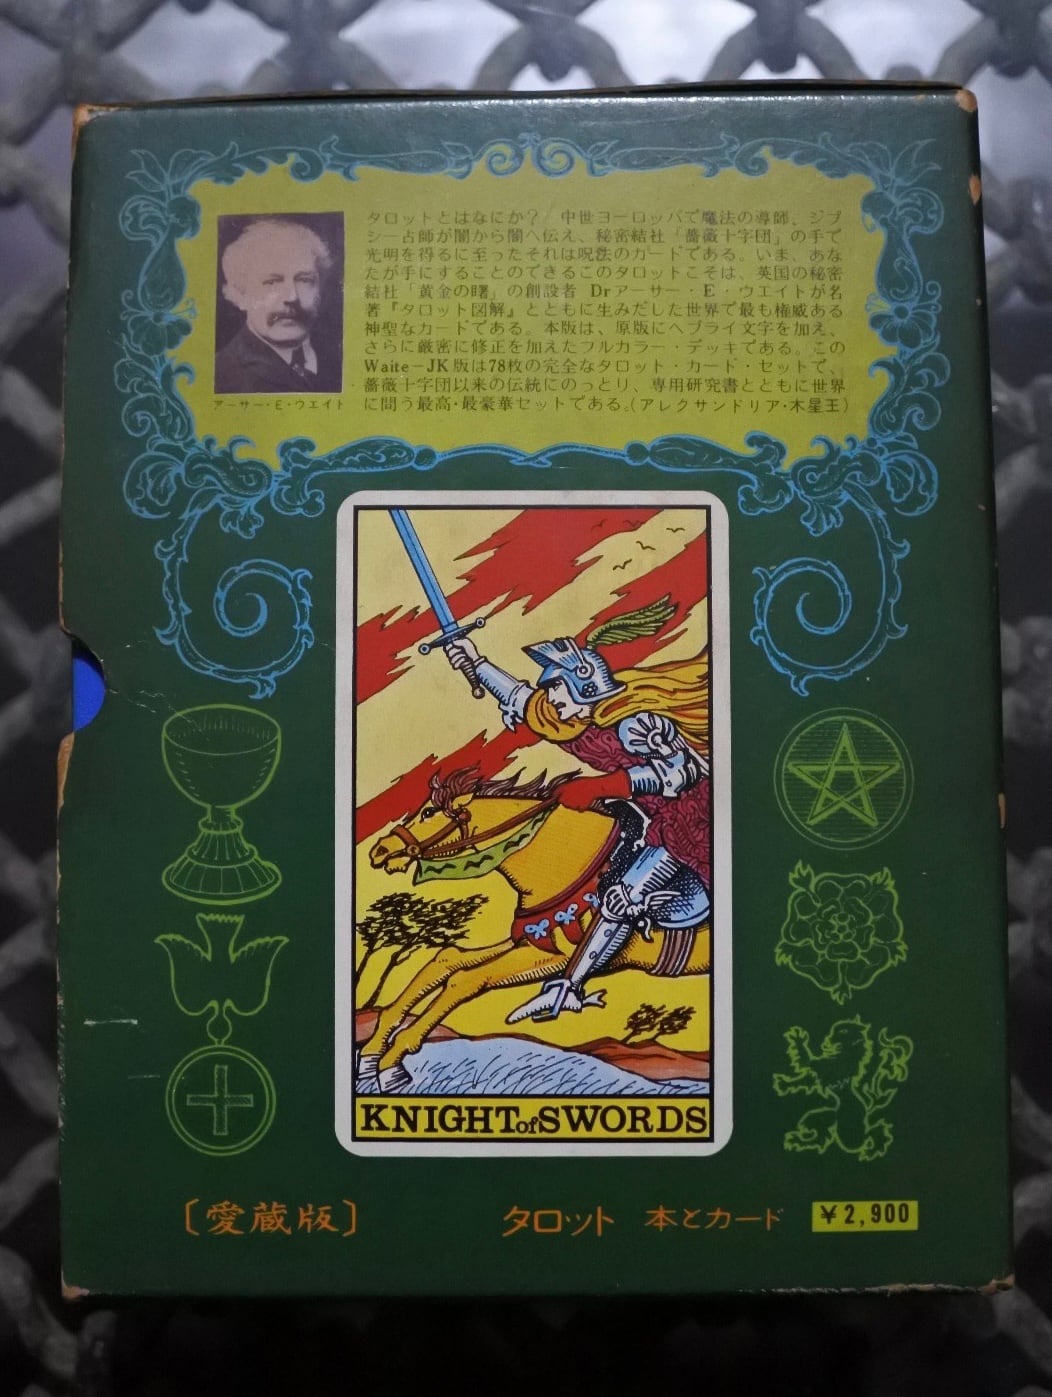 タロットとはなにか? 中世ヨーロッパで魔法の導師、ジプ
シー占師が闇から闇へ伝え、秘密結社「薔薇十字団」の手で
光明を得るに至ったそれは呪法のカードである。いま、あな
たが手にすることのできるこのタロットこそは、英国の秘密
結社「黄金の曙」の創設者 Drアーサー・E・ウエイトが名
著『タロット図解』とともに生みだした世界で最も権威ある
神聖なカードである。本版は、原版にヘブライ文字を加え、
さらに厳密に修正を加えたフルカラー・デッキである。この
Waite-JK版は78枚の完全なタロット・カード・セットで、
薔薇十字団以来の伝統にのっとり、専用研究書とともに世界
に問う最高・最豪華セットである。(アレクサンドリア・木星王)
アーサー・E・ウエイト
KNIGHT of SWORDS
〔愛蔵版〕
タロット 本とカード ¥2,900